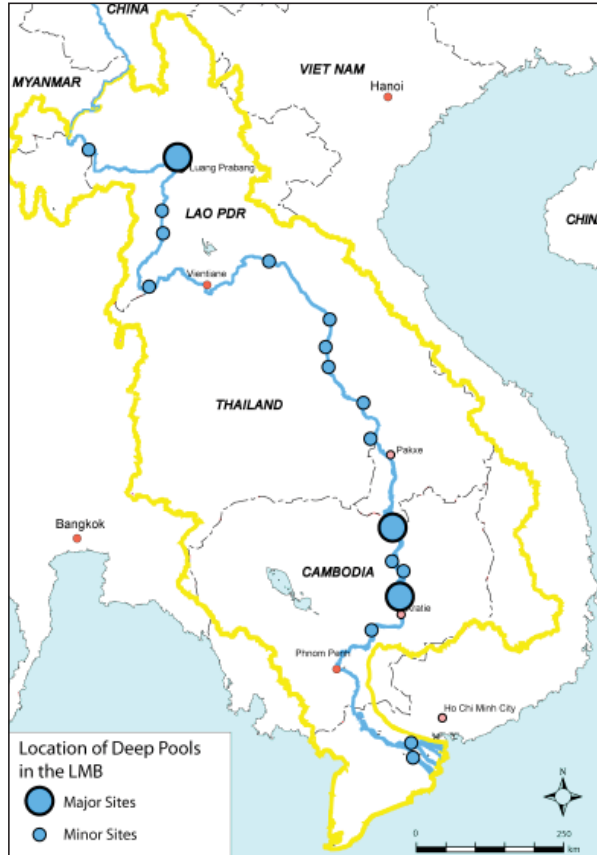 CHINA
MYANMAR
VIET NAM
Hanoi
Luang Prabang
LAO PDR
CHIN
Vientiane
THAILAND
Pakxe
Bangkok
CAMBODIA
Kratie
Phnom Penh
Ho Chi Minh City
Location of Deep Pools
in the LMB
Major Sites
Minor Sites
N
0 250
km